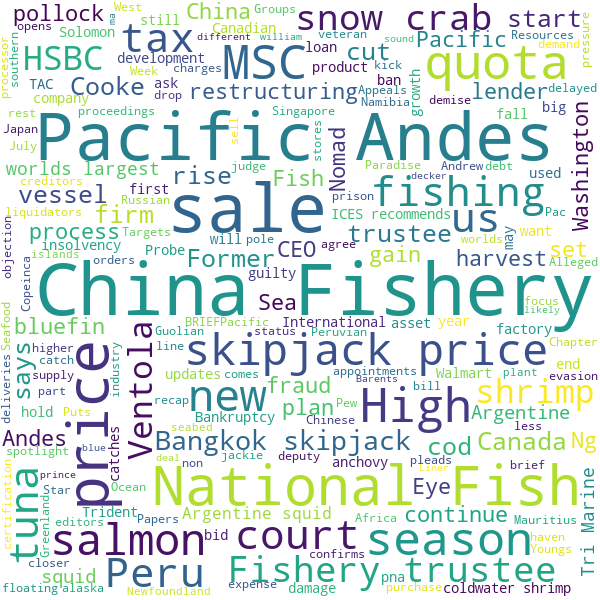 pollock China West Groups Canadian snow crab start
processor southern Solomon still TAC tax MSC Pacific cut development different quota william veteran sound pressure
HSBC Cooke restructuring loan product ask ban kick Resources Appeals Namibia demand opens delayed
company growth
rest Week drop charges lender demise big
Japan July proceedings Singapore
Pacific Andes
worlds largest rise judge Fish stores Nomad Paradise Andrew debt fall used Washington
creditors first prison decker
vessel sale ICES recommends fishing Pac
liquidators Russian Targets firm trustee us worlds may want
process Probe will pole agree CEO harvest set
objection Copeinca insolvency islands orders Former guilty gain Alleged
China Fishery
Sea
BRIEFPacific International asset year factory focus likely
bluefin Guolian status Peruvian Chapter
deliveries Seafood higher catch supply part says price line updates comes appointments bill Walmart plant end evasion
industry Ventola skipjack price
recap Pew Barents
hold fraud Chinese less
spotlight Puts Bankruptcy new plan High shrimp
Andes catches seabed Argentine
tuna blue non jackie deputy anchovy pleads brief
Bangkok skipjack cod Canada Ng
certification prince Star deal Ocean Eye Mauritius
Greenland Trident National Fish Liner Tri Marine
editors Papers Argentine squid Africa continue haven
salmon bid court confirms season Youngs
closer squid Peru Fishery trustee
floating alaska expense pna purchase coldwater shrimp
Newfoundland damage sell ma